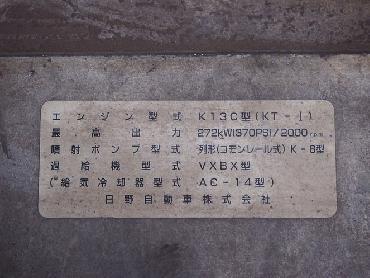 エンジン型式 K13C型(KT-I)
最高出力 272kW(370PS)/2000r.p.m.
噴射ポンプ型式 列形(コモンレール式)K-8型
過給機型式 VXBX型
(給気冷却器型式 AC-14型)
日野自動車株式会社